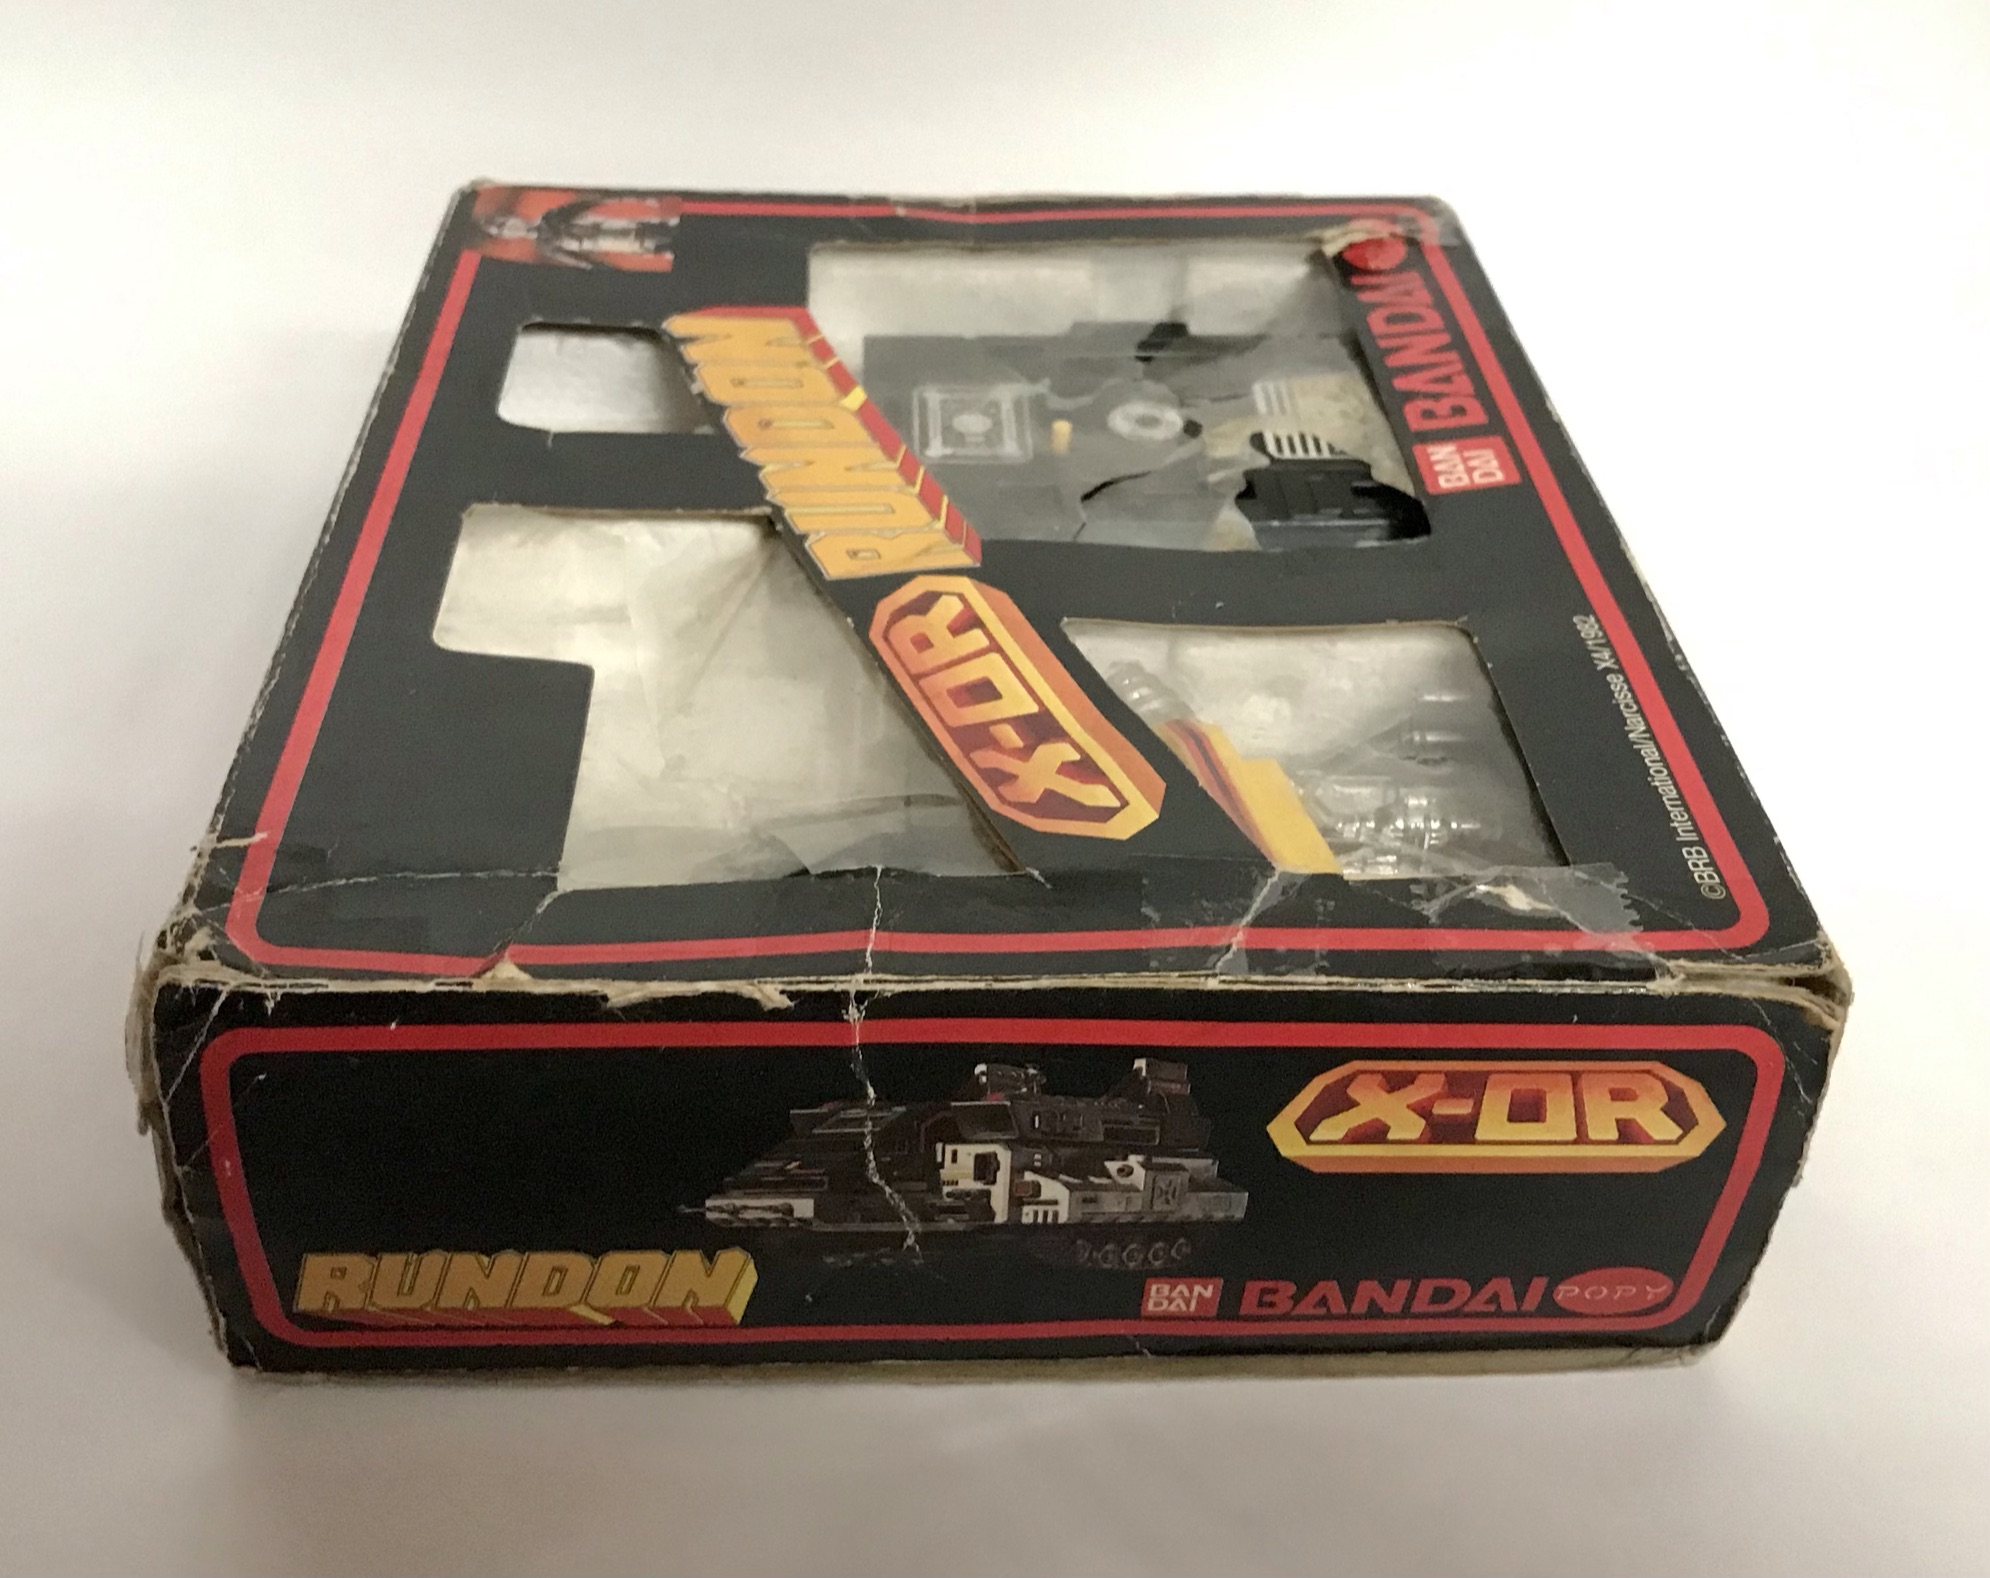 RUNDON
X-OR
BAN
DAI
BANDAI
©BRB International/Narcisse X4/1982
X-OR
RUNDON
BAN
DAI
BANDAI
POPY